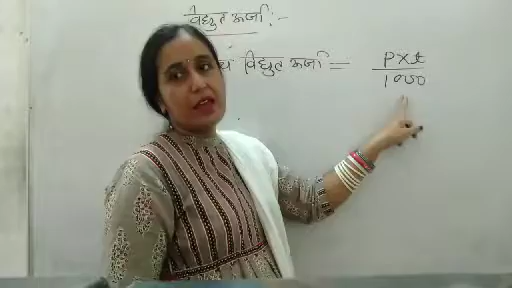 विद्युत ऊर्जा :-
विद्युत ऊर्जा = P×t
1000